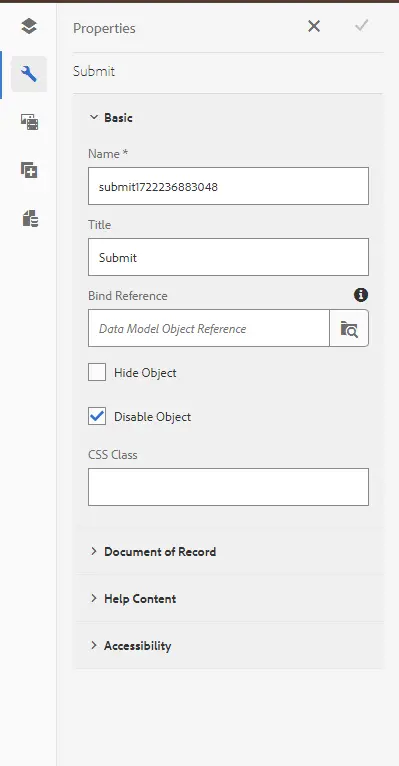 Properties
Submit
Basic
Name *
submit1722236883048
Title
Submit
Bind Reference
Data Model Object Reference
Hide Object
Disable Object
CSS Class
Document of Record
Help Content
Accessibility